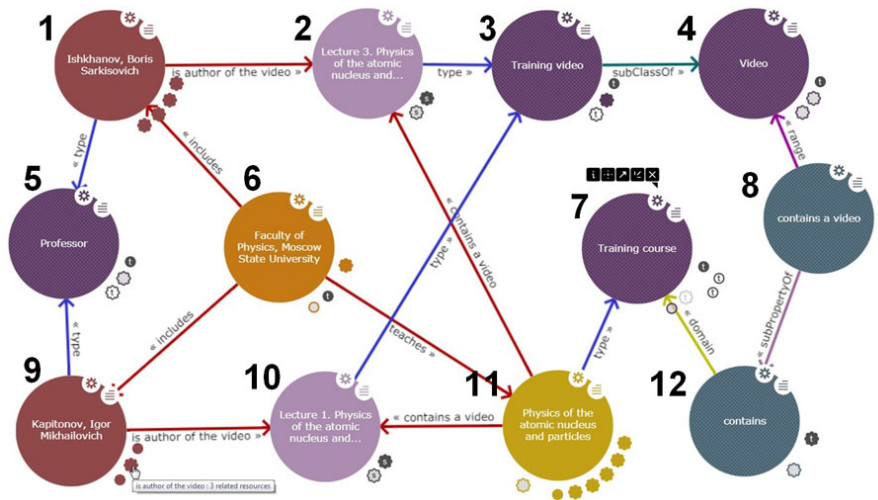 1
2
3
4
Ishkhanov, Boris
Sarkisovich
is author of the video »
Lecture 3. Physics
of the atomic
nucleus and...
type »
Training video
subClassOf »
Video
t
s
s
t
t
t
« type
« includes
« contains a video
type »
« range
5
6
7
8
i
Professor
Faculty of
Physics, Moscow
State University
Training course
contains a video
t
t
t
t
t
t
t
« type
« includes
teaches »
type »
« domain
« subPropertyOf
9
10
11
12
Kapitonov, Igor
Mikhailovich
is author of the video »
Lecture 1. Physics
of the atomic
nucleus and...
« contains a video
Physics of the
atomic nucleus
and particles
contains
t
s
s
is author of the video : 3 related resources